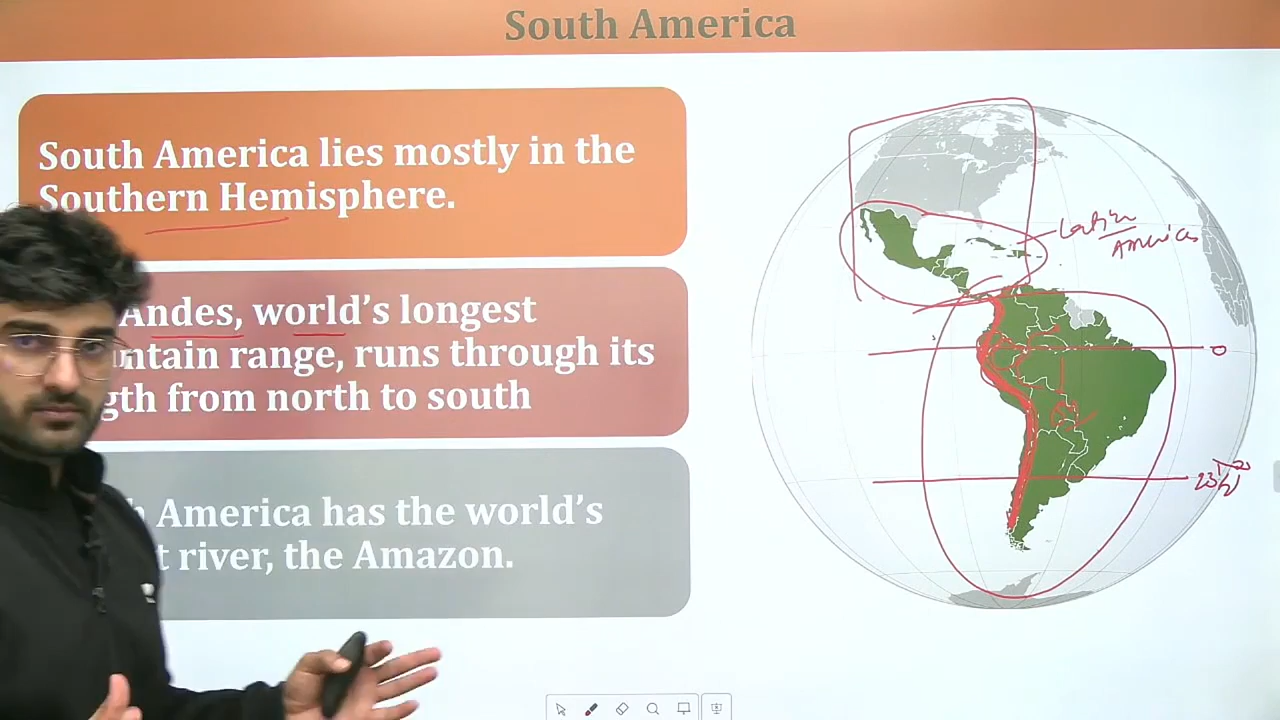 South America
South America lies mostly in the
Southern Hemisphere.
Andes, world's longest
ntain range, runs through its
gth from north to south
h America has the world's
t river, the Amazon.
Latin
America
0
23½